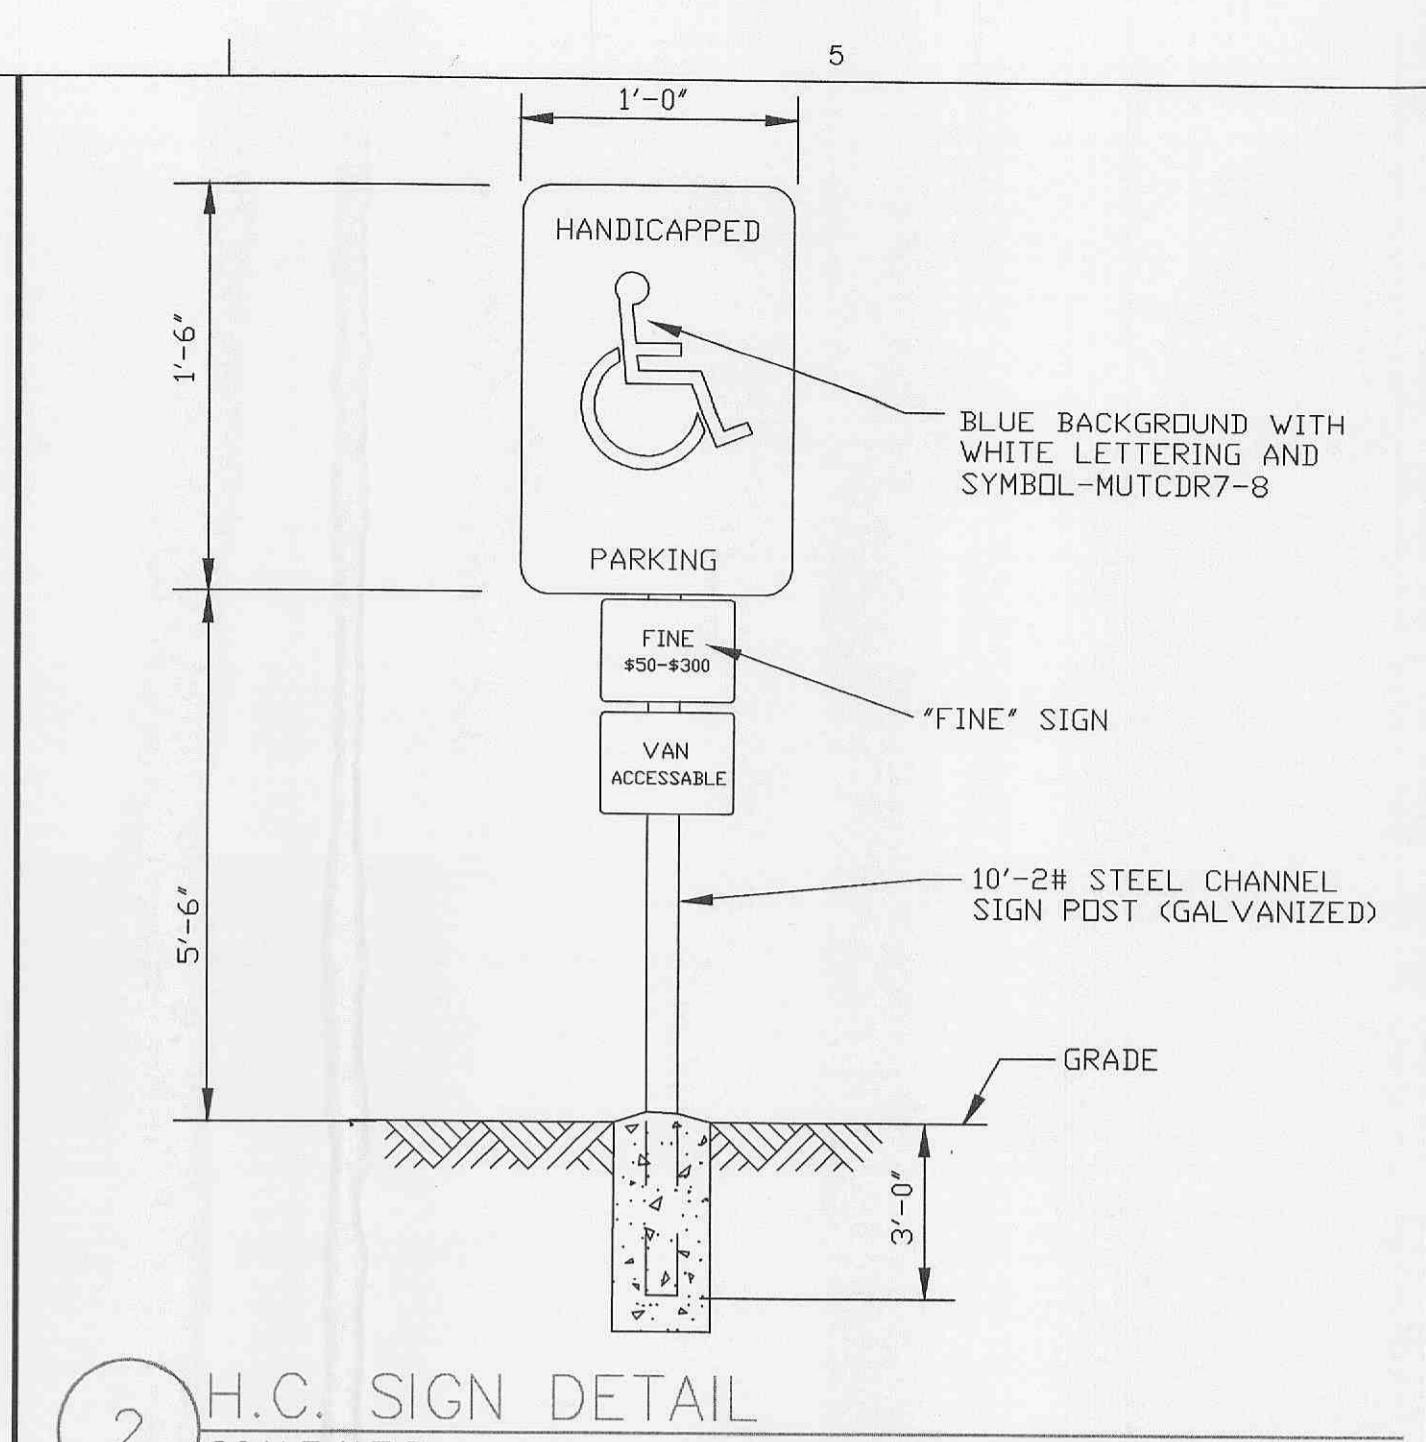 5
1'-0"
HANDICAPPED
1'-6"
BLUE BACKGROUND WITH
WHITE LETTERING AND
SYMBOL-MUTCDR7-8
PARKING
FINE
$50-$300
"FINE" SIGN
VAN
ACCESSABLE
10'-2# STEEL CHANNEL
SIGN POST (GALVANIZED)
5'-6"
GRADE
3'-0"
2
H.C. SIGN DETAIL